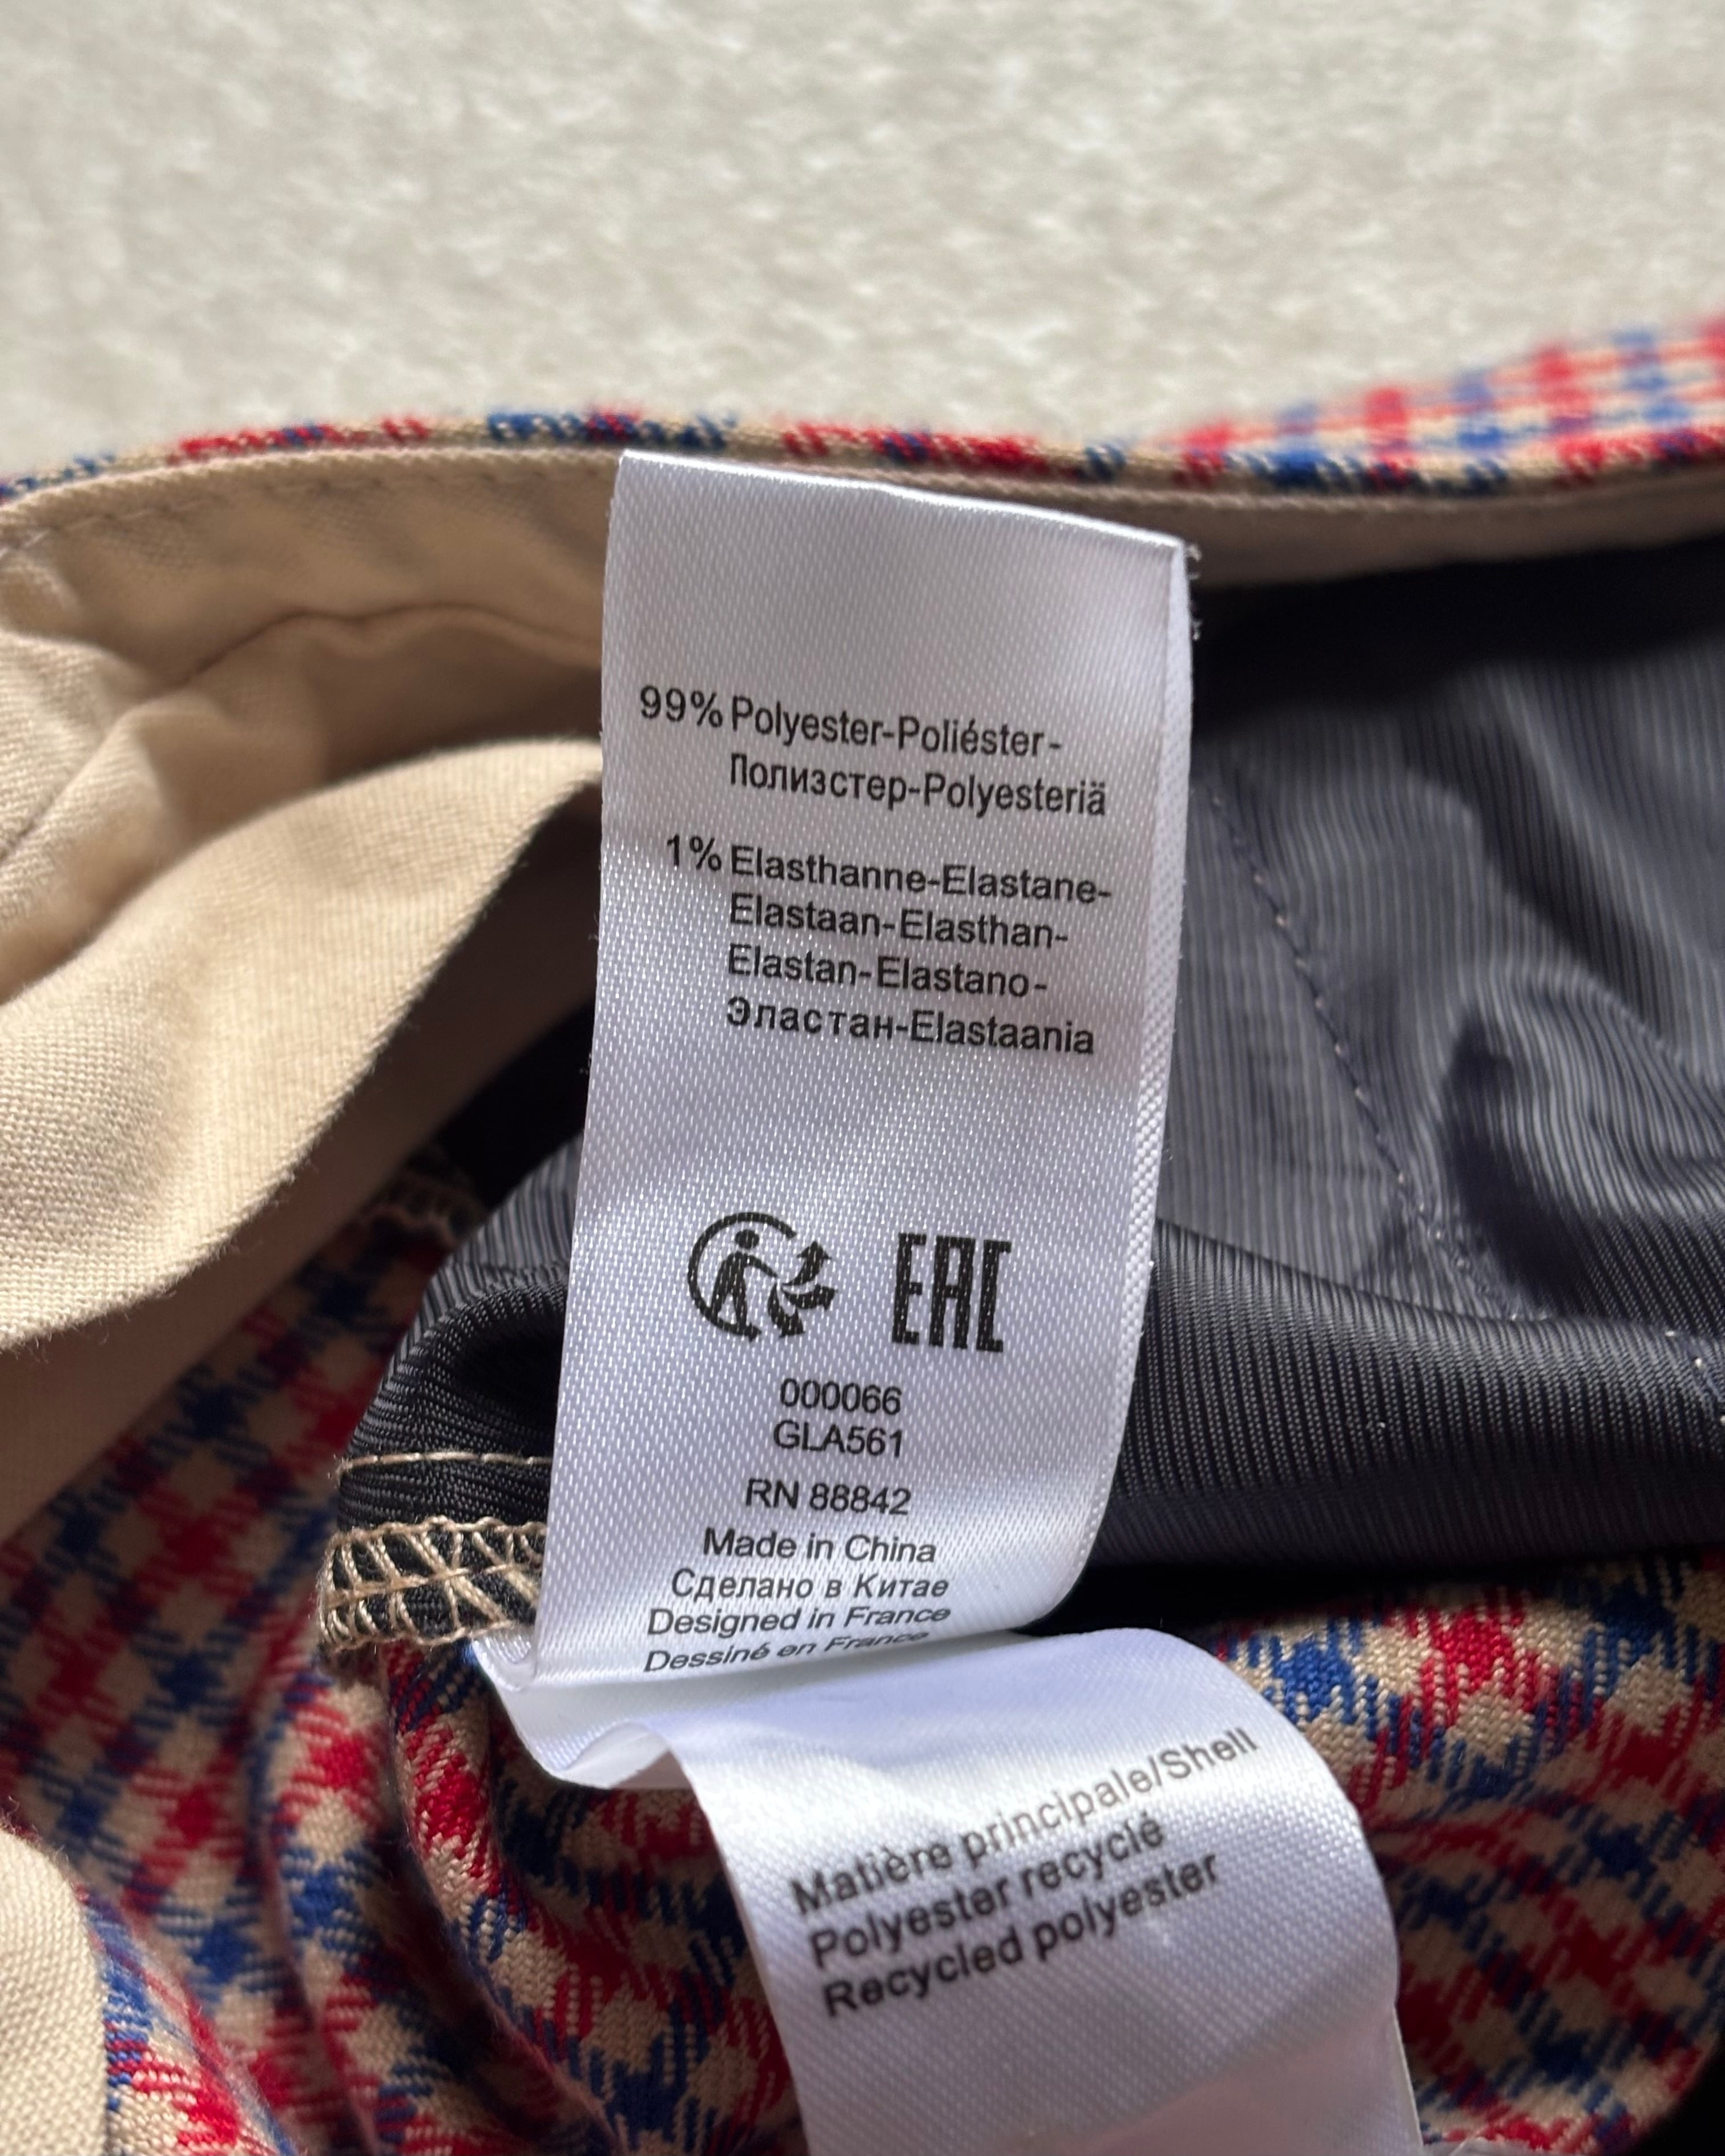 99% Polyester-Poliéster-
Полиэстер-Polyesteriä
1% Elasthanne-Elastane-
Elastaan-Elasthan-
Elastan-Elastano-
Эластан-Elastaania
EAC
000066
GLA561
RN 88842
Made in China
Сделано в Китае
Designed in France
Dessiné en France
Matière principale/Shell
Polyester recyclé
Recycled polyester